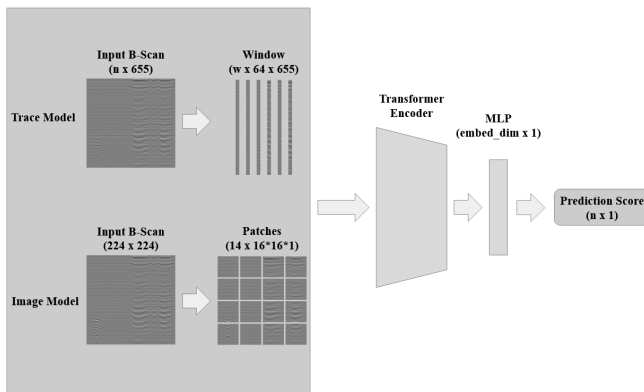 Input B-Scan
(n x 655)
Window
(w x 64 x 655)
Trace Model
Input B-Scan
(224 x 224)
Patches
(14 x 16*16*1)
Image Model
Transformer
Encoder
MLP
(embed_dim x 1)
Prediction Score
(n x 1)